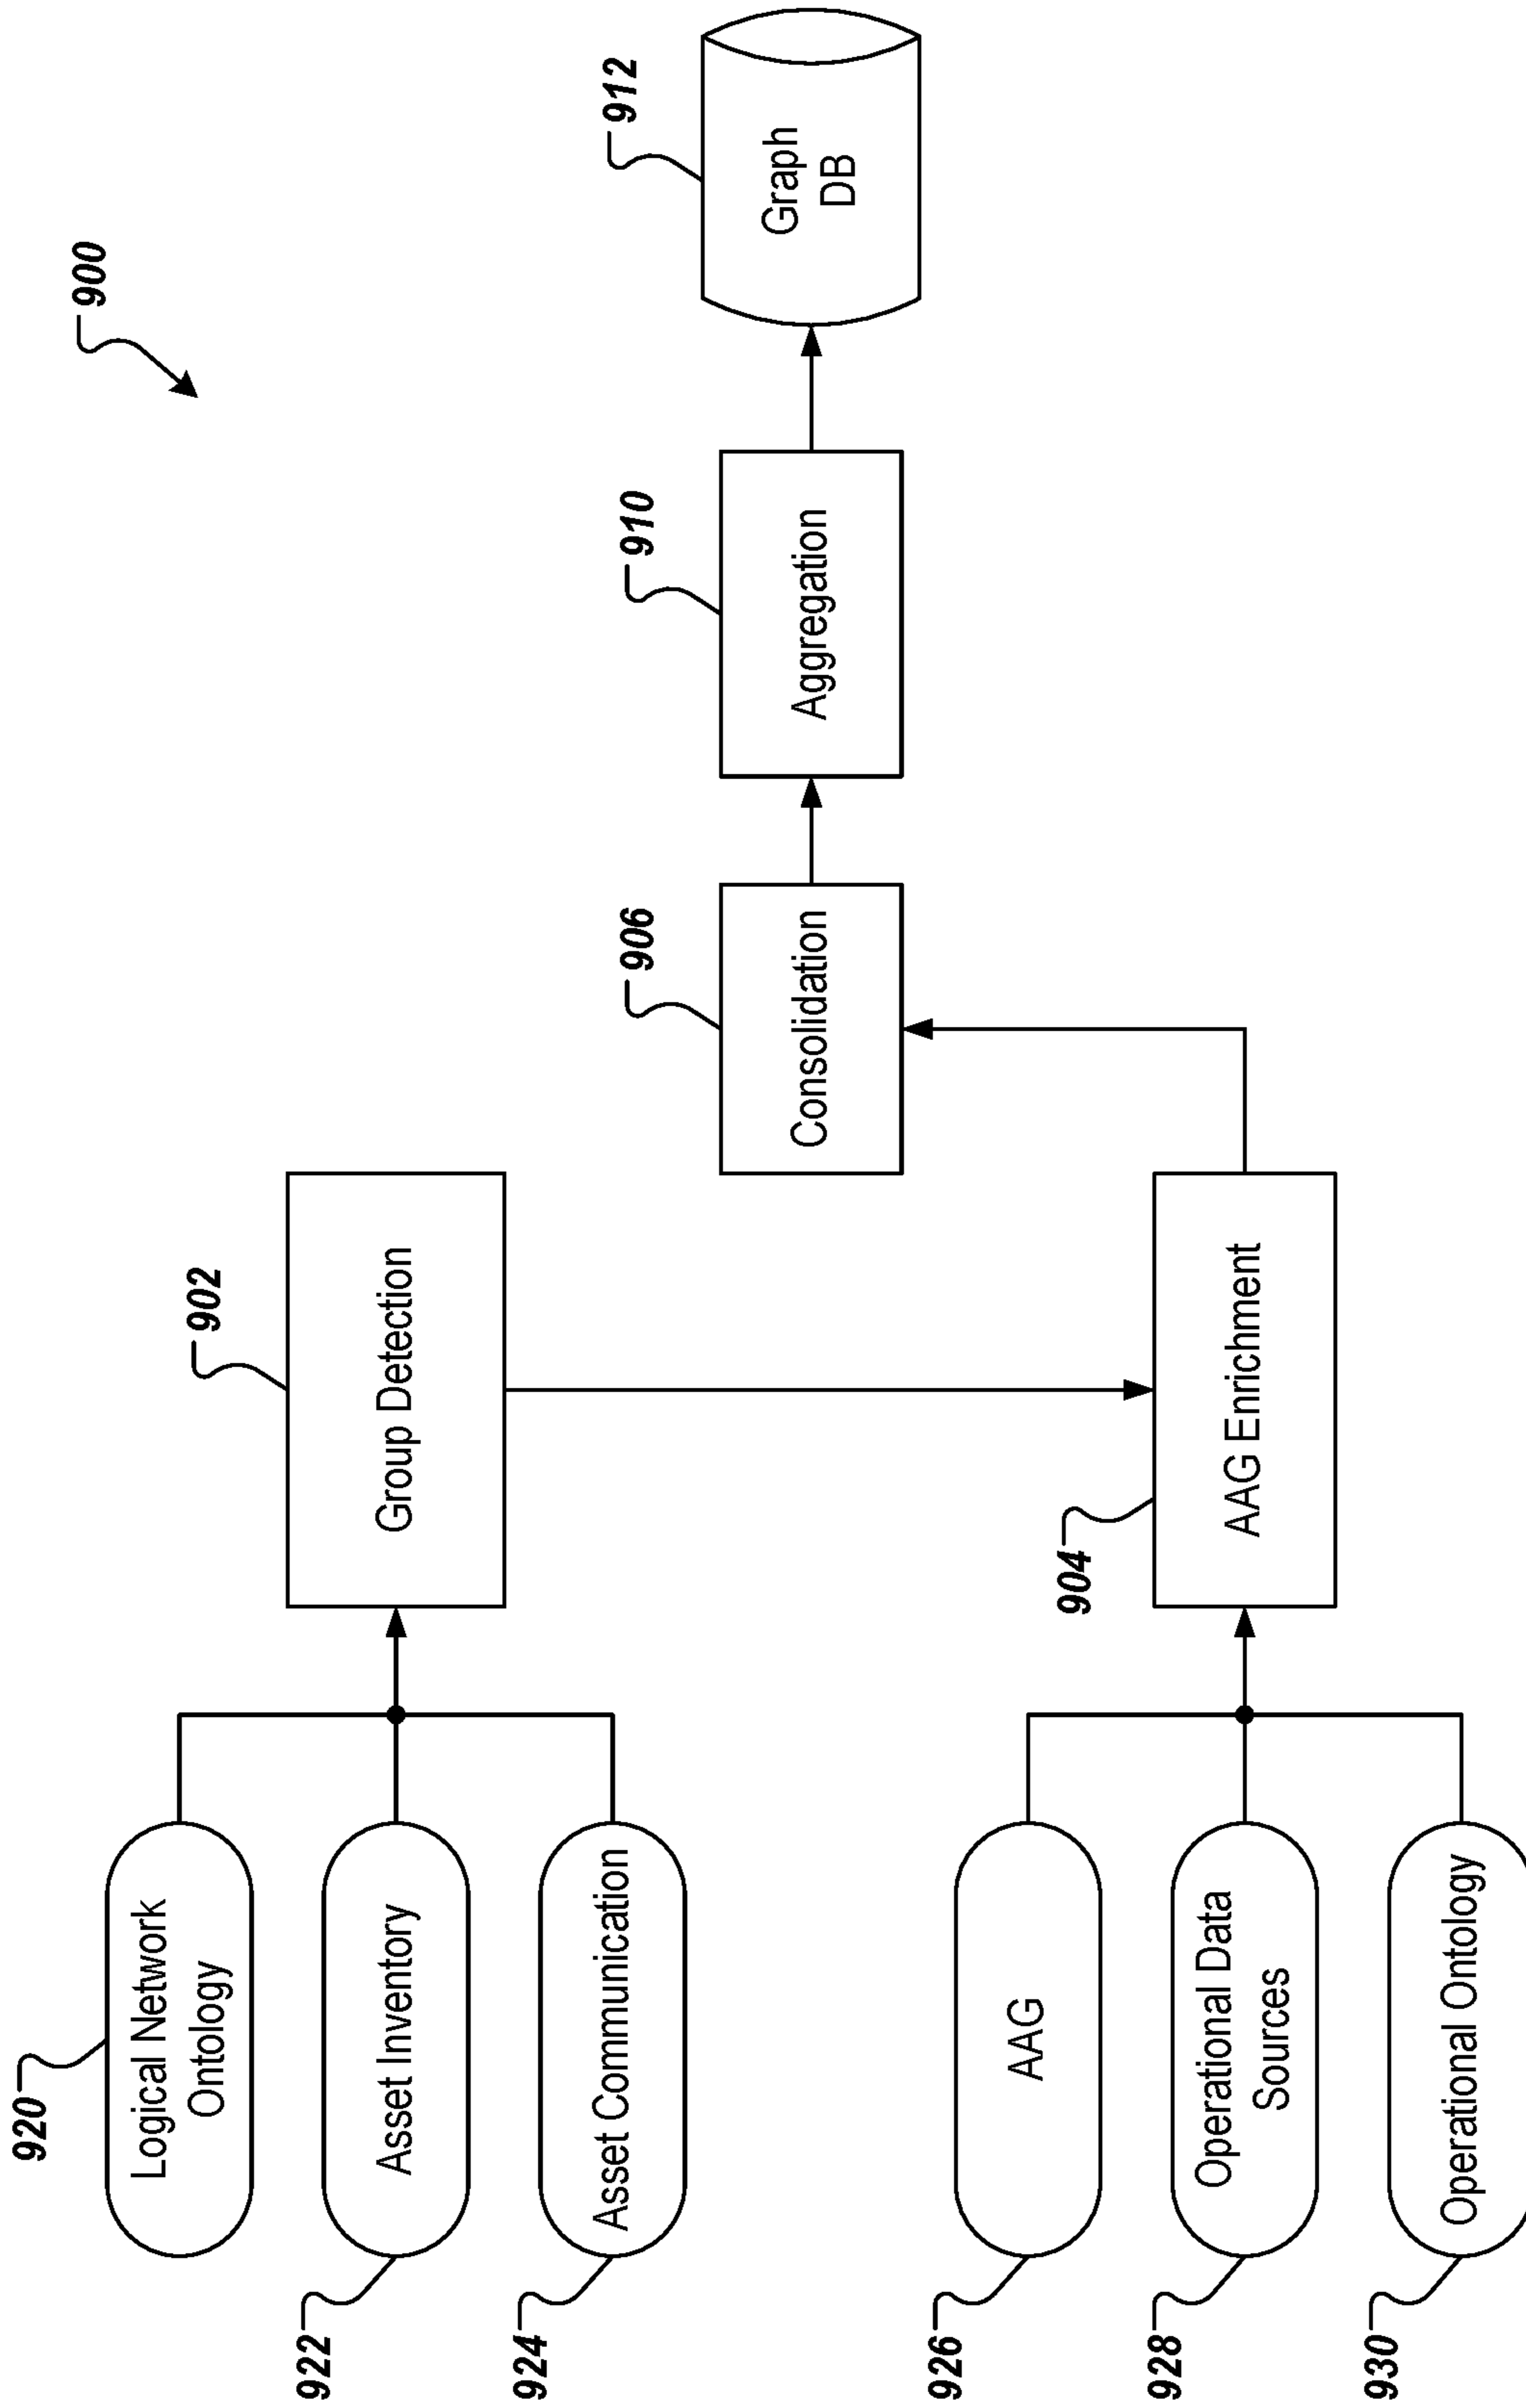 900
920
Logical Network
Ontology
922
Asset Inventory
924
Asset Communication
902
Group Detection
926
AAG
928
Operational Data
Sources
930
Operational Ontology
904
AAG Enrichment
906
Consolidation
910
Aggregation
912
Graph
DB